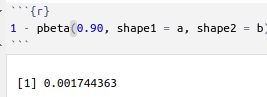 ```{r}
1 - pbeta(0.90, shape1 = a, shape2 = b)
```
[1] 0.001744363